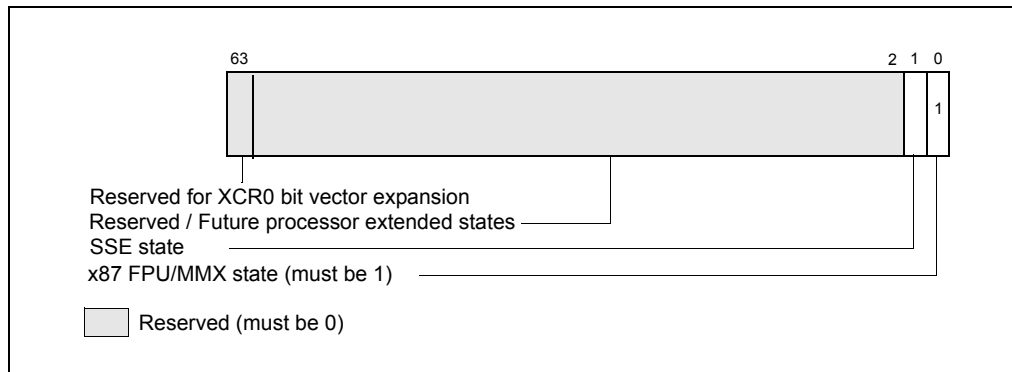 63 2 1 0
1
Reserved for XCR0 bit vector expansion
Reserved / Future processor extended states
SSE state
x87 FPU/MMX state (must be 1)
Reserved (must be 0)